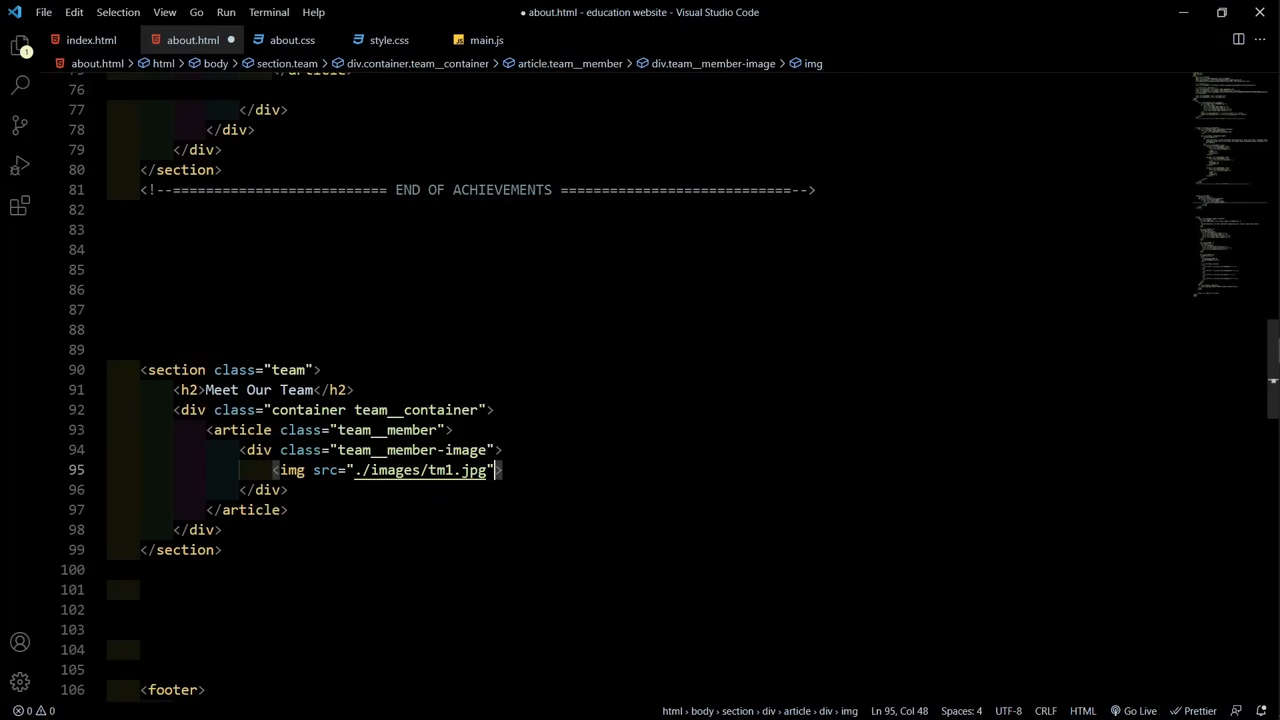 File Edit Selection View Go Run Terminal Help
● about.html - education website - Visual Studio Code
index.html about.html about.css style.css main.js
about.html > html > body > section.team > div.container.team__container > article.team__member > div.team__member-image > img
1
75 </article>
76
77 </div>
78 </div>
79 </div>
80 </section>
81 <!--========================== END OF ACHIEVEMENTS ============================-->
82
83
84
85
86
87
88
89
90 <section class="team">
91 <h2>Meet Our Team</h2>
92 <div class="container team__container">
93 <article class="team__member">
94 <div class="team__member-image">
95 <img src="./images/tm1.jpg">
96 </div>
97 </article>
98 </div>
99 </section>
100
101
102
103
104
105
106 <footer>
0 0 html › body › section › div › article › div › img Ln 95, Col 48 Spaces: 4 UTF-8 CRLF HTML Go Live Prettier